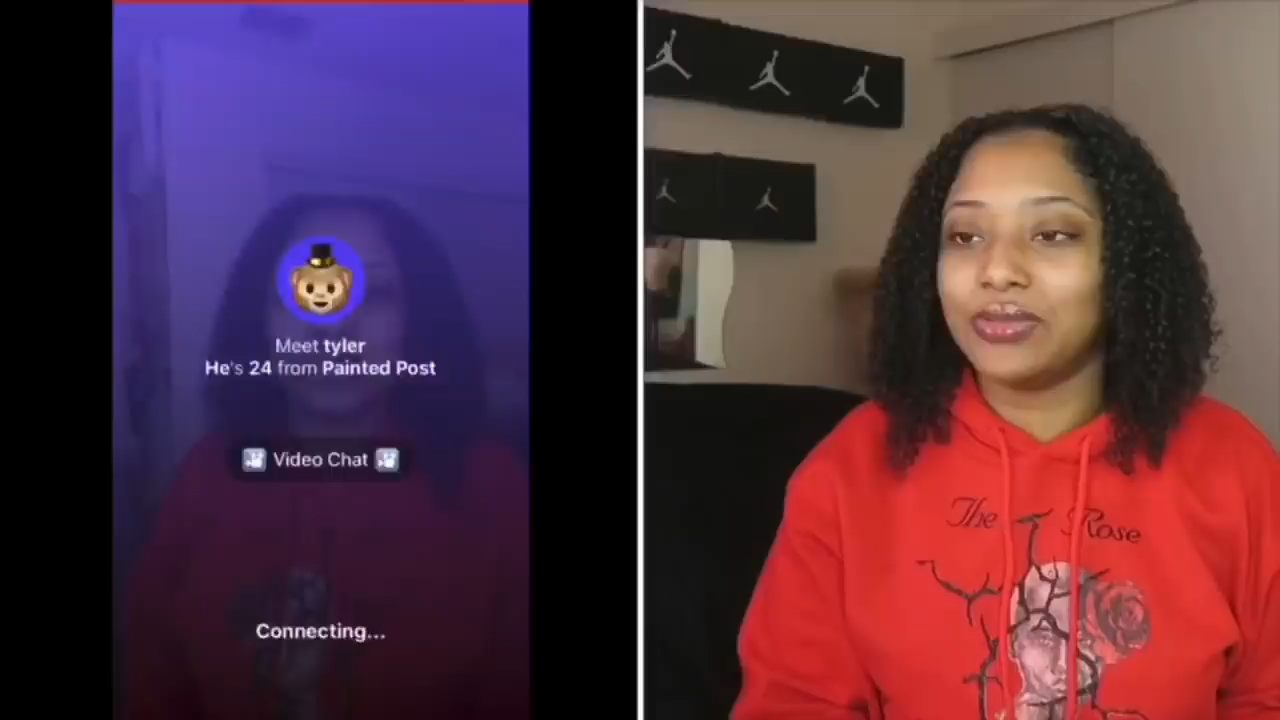 Meet tyler
He's 24 from Painted Post
Video Chat
Connecting...
The Rose